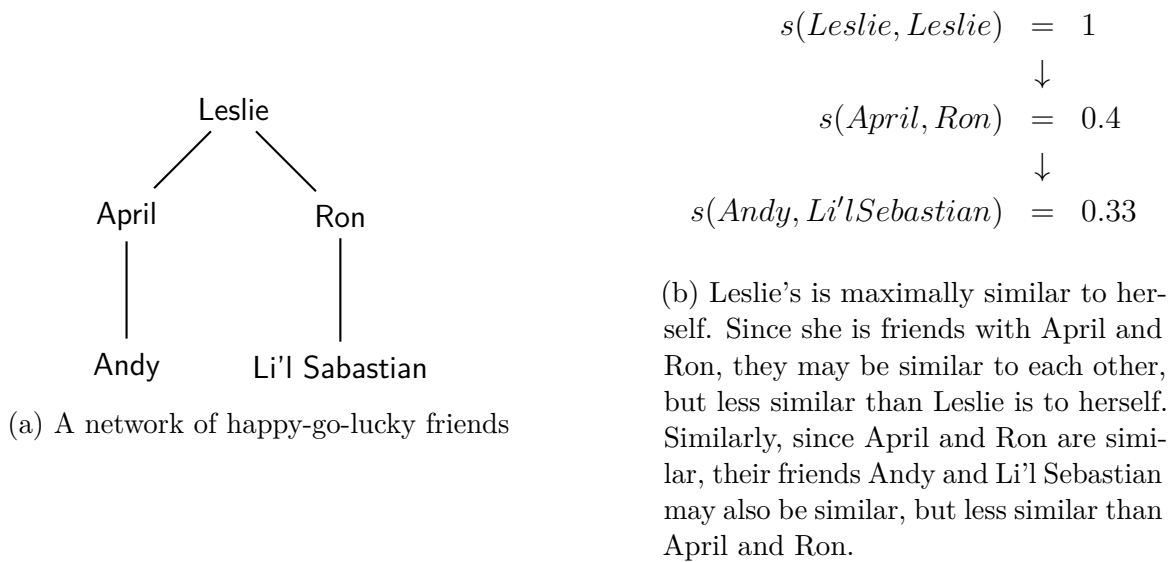 Leslie
April
Ron
Andy
Li'l Sabastian
(a) A network of happy-go-lucky friends
s(Leslie, Leslie) = 1
↓
s(April, Ron) = 0.4
↓
s(Andy, Li'lSebastian) = 0.33
(b) Leslie's is maximally similar to her-
self. Since she is friends with April and
Ron, they may be similar to each other,
but less similar than Leslie is to herself.
Similarly, since April and Ron are simi-
lar, their friends Andy and Li'l Sebastian
may also be similar, but less similar than
April and Ron.